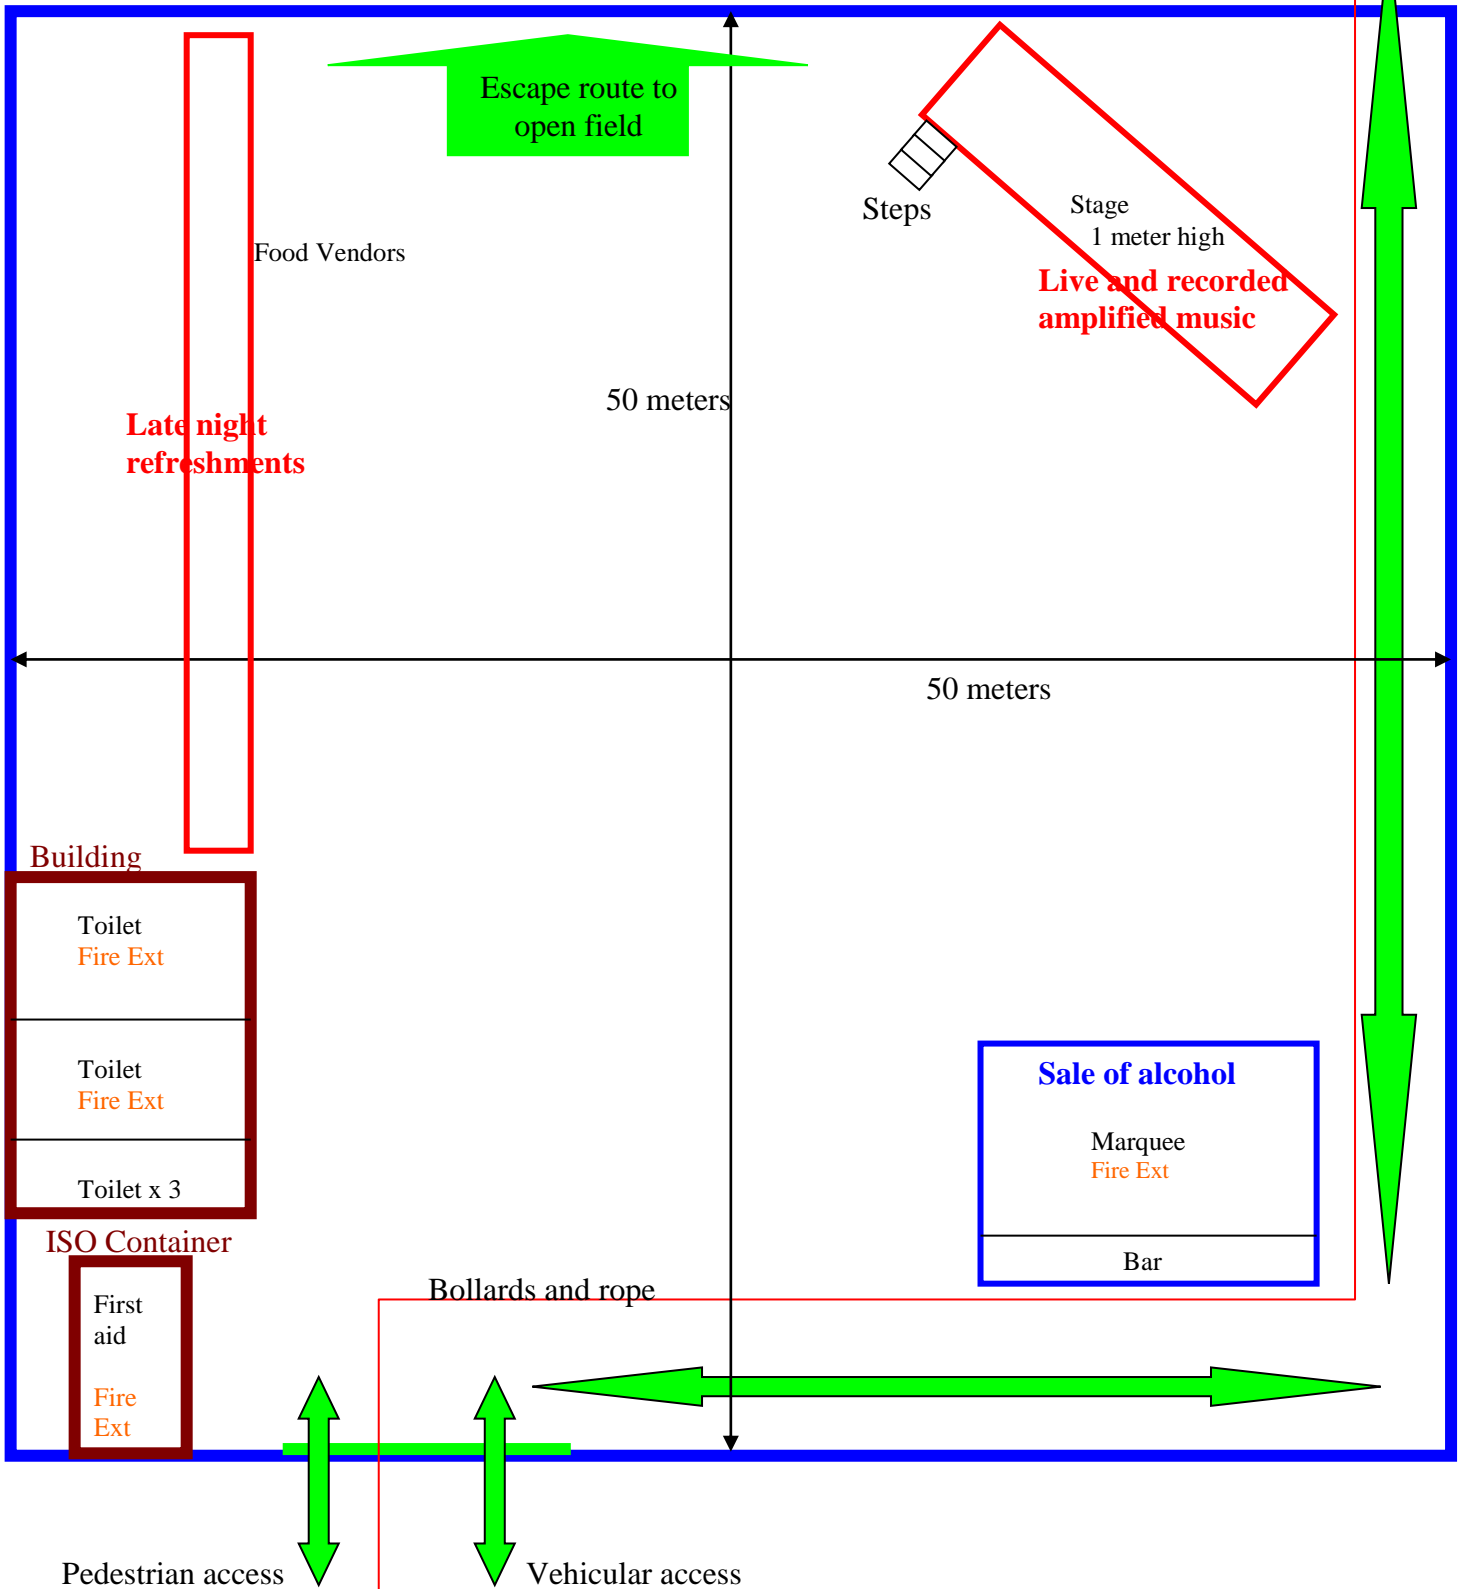 Escape route to
open field
Steps
Stage
1 meter high
Food Vendors
Live and recorded
amplified music
50 meters
Late night
refreshments
50 meters
Building
Toilet
Fire Ext
Toilet
Fire Ext
Toilet x 3
Sale of alcohol
Marquee
Fire Ext
Bar
ISO Container
First
aid
Fire
Ext
Bollards and rope
Pedestrian access
Vehicular access